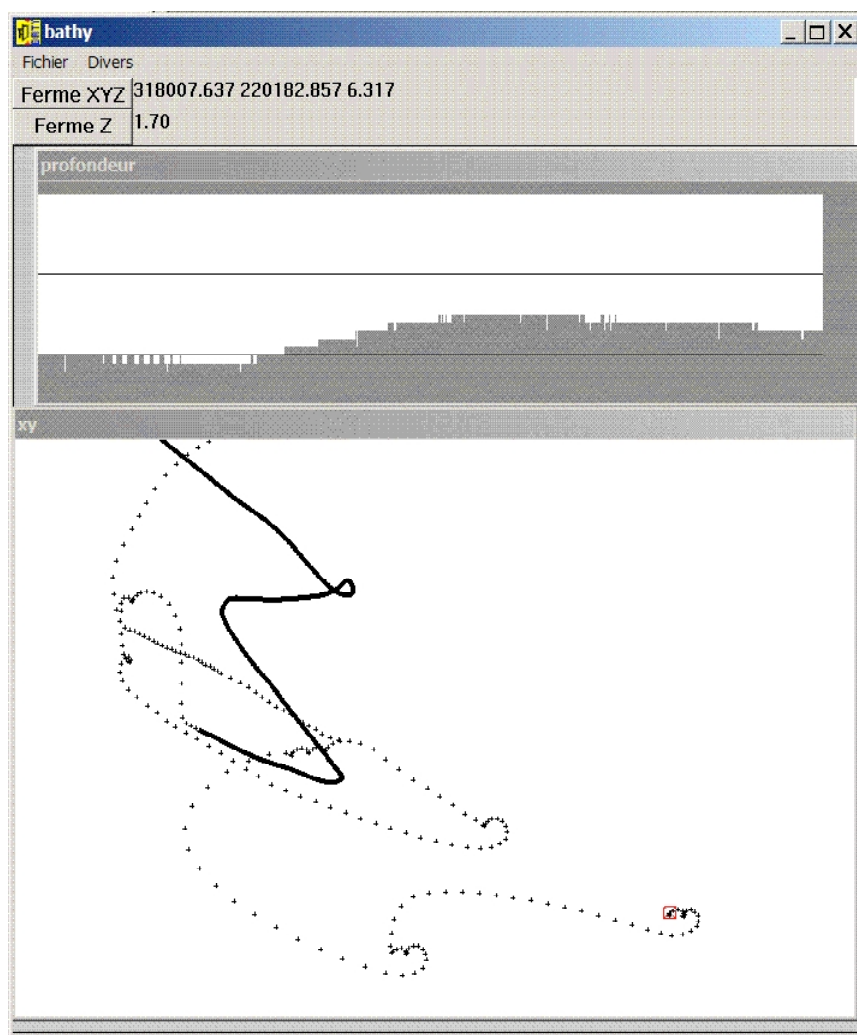 bathy
Fichier Divers
Ferme XYZ 318007.637 220182.857 6.317
Ferme Z 1.70
profondeur
xy